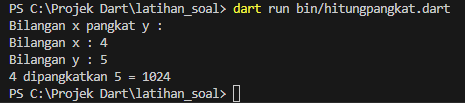 PS C:\Projek Dart\latihan_soal> dart run bin/hitungpangkat.dart
Bilangan x pangkat y :
Bilangan x : 4
Bilangan y : 5
4 dipangkatkan 5 = 1024
PS C:\Projek Dart\latihan_soal>